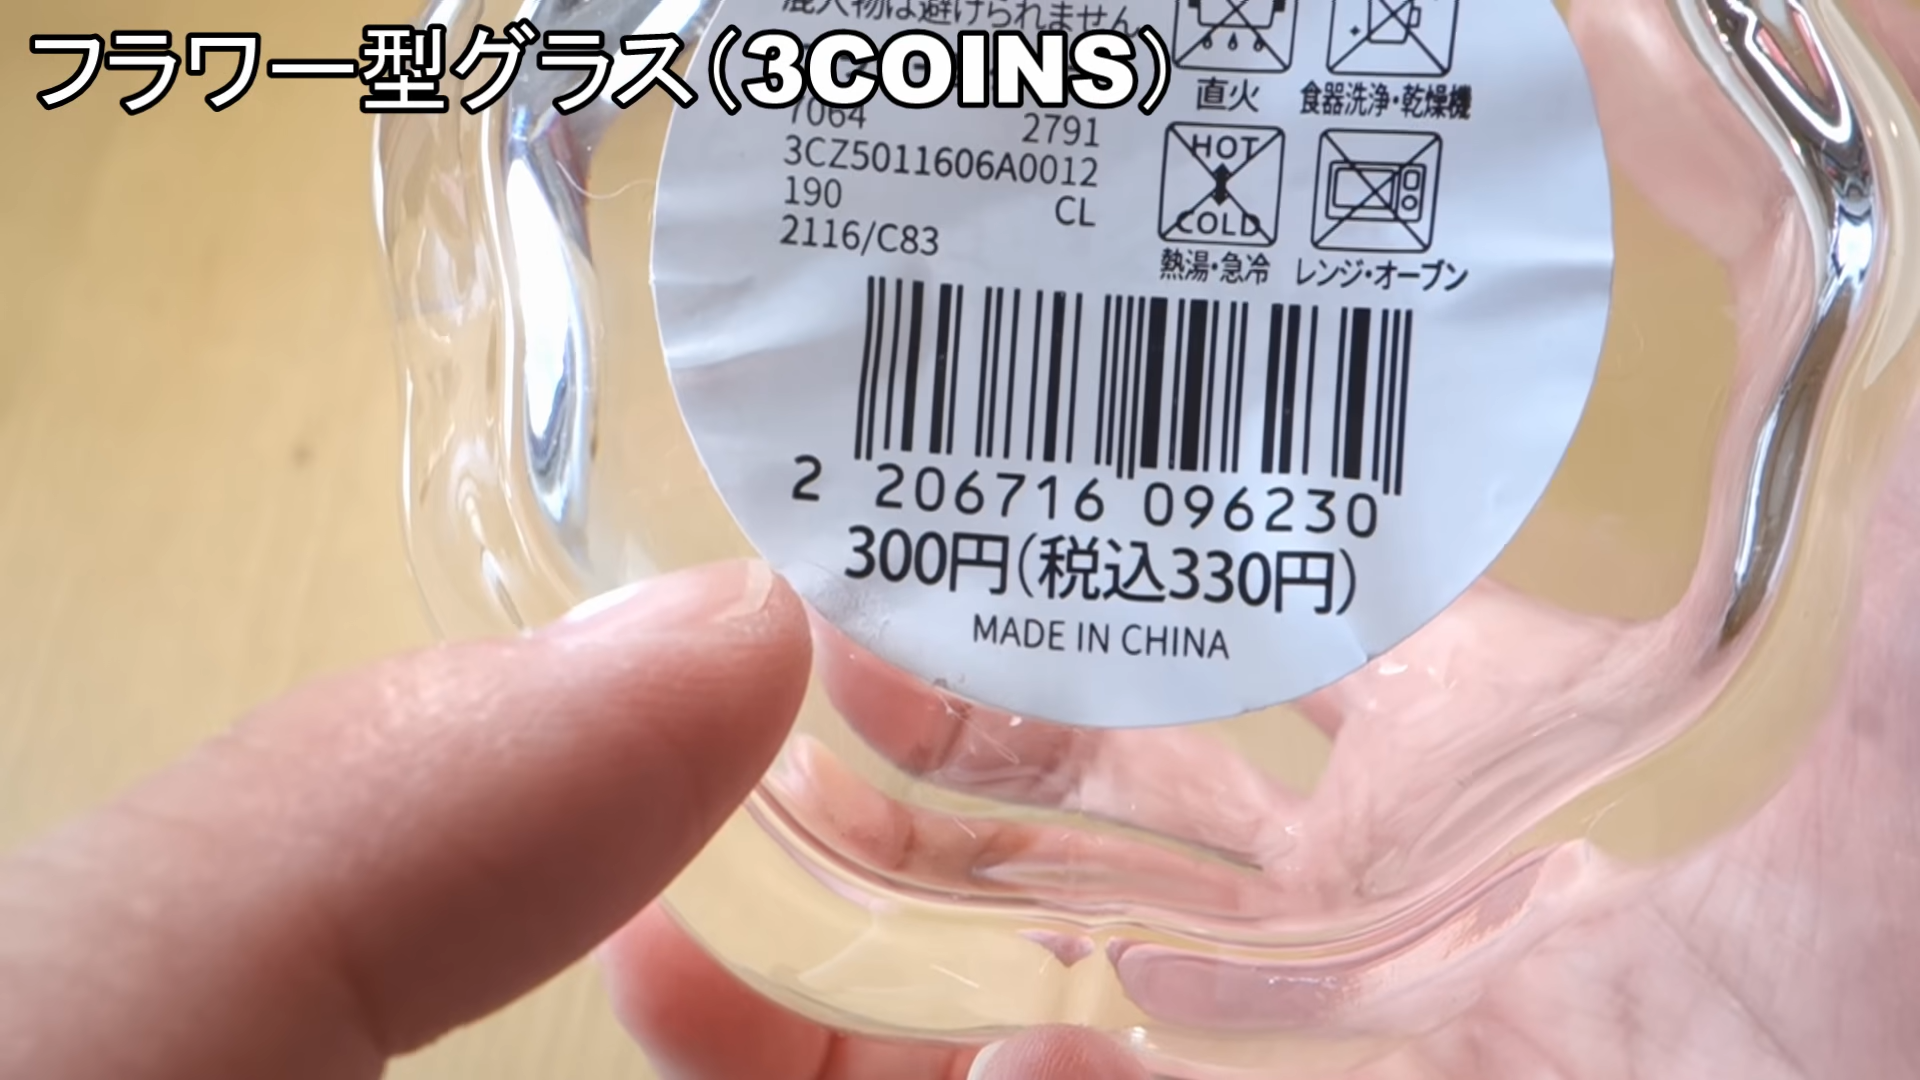 フラワー型グラス（3COINS）
混入物は避けられません。
直火
食器洗浄・乾燥機
7064 2791
3CZ5011606A0012
190 CL
2116/C83
HOT
COLD
熱湯・急冷
レンジ・オーブン
2 206716 096230
300円（税込330円）
MADE IN CHINA